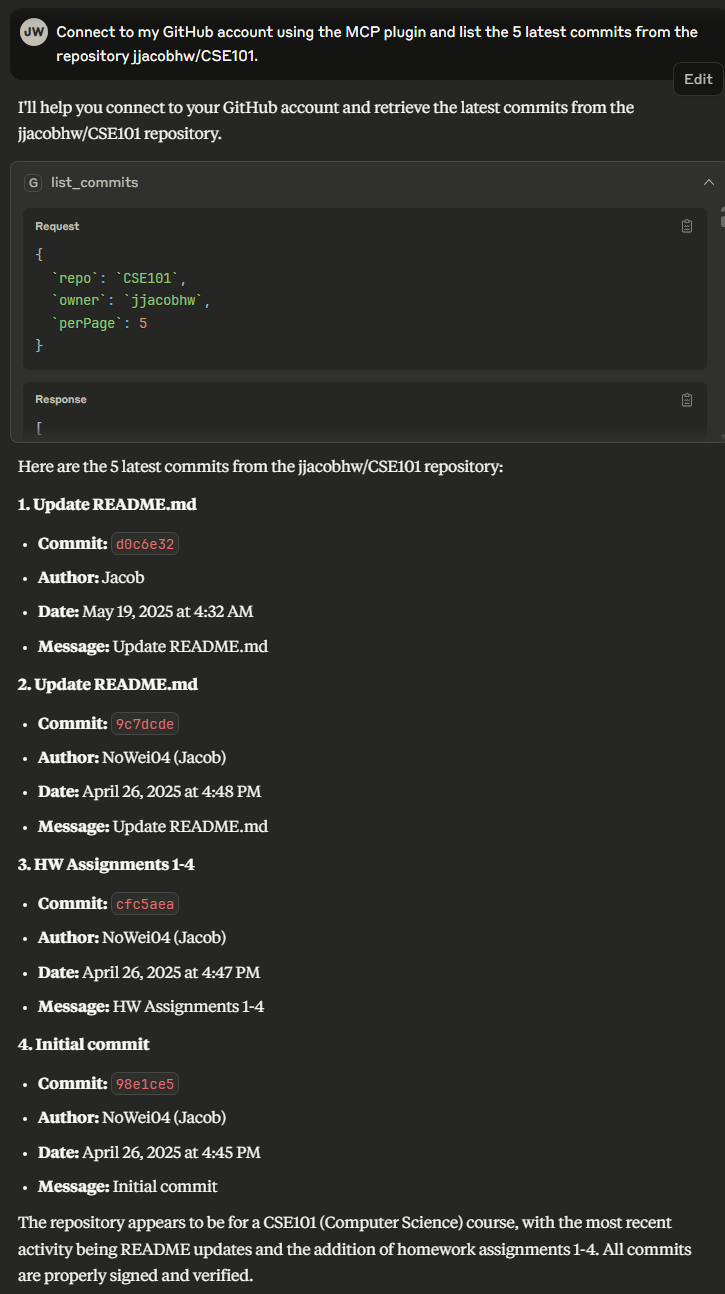 JW
Connect to my GitHub account using the MCP plugin and list the 5 latest commits from the
repository jjacobhw/CSE101.
Edit
I'll help you connect to your GitHub account and retrieve the latest commits from the
jjacobhw/CSE101 repository.
G list_commits
Request
{
`repo`: `CSE101`,
`owner`: `jjacobhw`,
`perPage`: 5
}
Response
[
Here are the 5 latest commits from the jjacobhw/CSE101 repository:
1. Update README.md
• Commit: d0c6e32
• Author: Jacob
• Date: May 19, 2025 at 4:32 AM
• Message: Update README.md
2. Update README.md
• Commit: 9c7dcde
• Author: NoWei04 (Jacob)
• Date: April 26, 2025 at 4:48 PM
• Message: Update README.md
3. HW Assignments 1-4
• Commit: cfc5aea
• Author: NoWei04 (Jacob)
• Date: April 26, 2025 at 4:47 PM
• Message: HW Assignments 1-4
4. Initial commit
• Commit: 98e1ce5
• Author: NoWei04 (Jacob)
• Date: April 26, 2025 at 4:45 PM
• Message: Initial commit
The repository appears to be for a CSE101 (Computer Science) course, with the most recent
activity being README updates and the addition of homework assignments 1-4. All commits
are properly signed and verified.